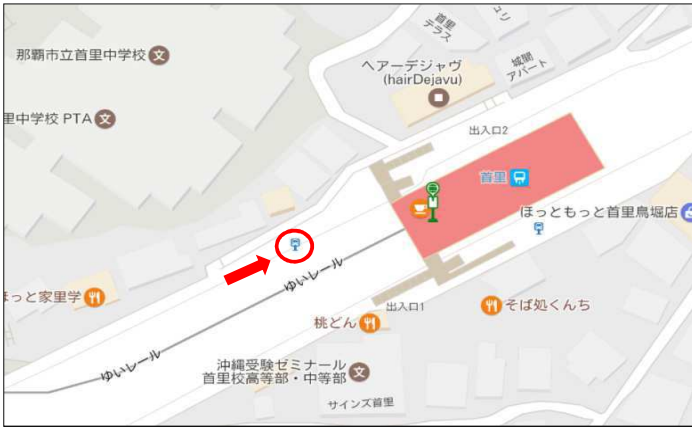 首里
テラス
ュリ
那覇市立首里中学校
ヘアーデジャヴ
(hairDejavu)
城間
アパート
里中学校 PTA
出入口2
首里
ほっともっと首里鳥堀店
ゆいレール
ほっと家里学
出入口1
そば処くんち
桃どん
ゆいレール
沖縄受験ゼミナール
首里校高等部・中等部
サインズ首里